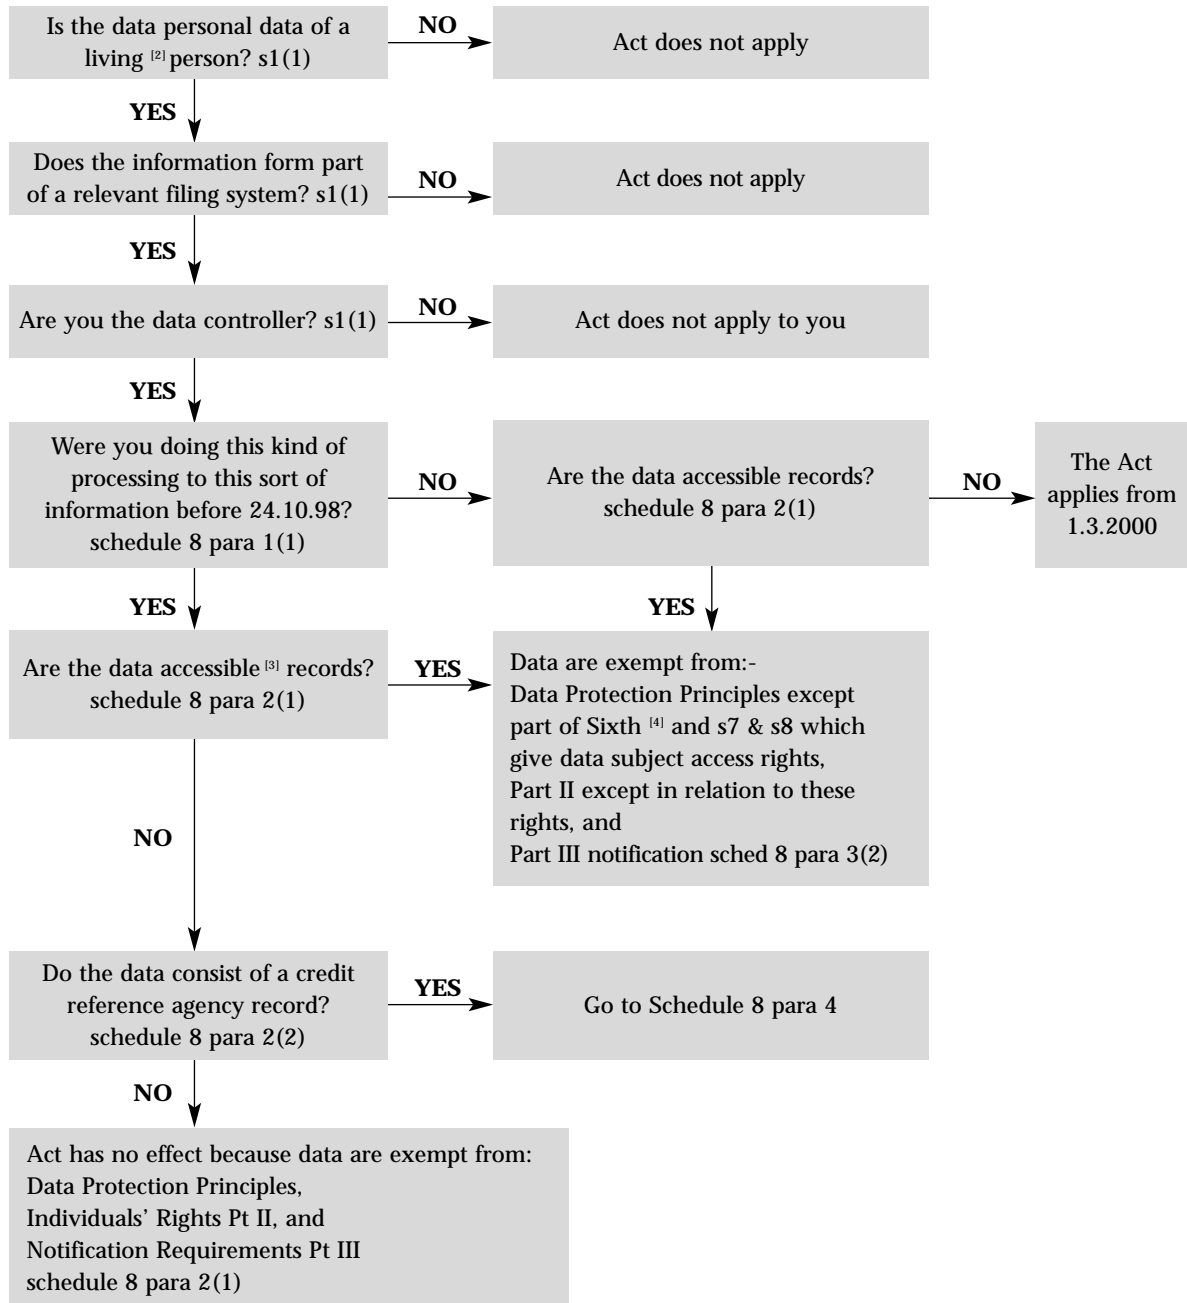 Is the data personal data of a
living [2] person? s1(1)
NO
Act does not apply
YES
Does the information form part
of a relevant filing system? s1(1)
NO
Act does not apply
YES
Are you the data controller? s1(1)
NO
Act does not apply to you
YES
Were you doing this kind of
processing to this sort of
information before 24.10.98?
schedule 8 para 1(1)
NO
Are the data accessible records?
schedule 8 para 2(1)
NO
The Act
applies from
1.3.2000
YES
YES
Are the data accessible [3] records?
schedule 8 para 2(1)
YES
Data are exempt from:-
Data Protection Principles except
part of Sixth [4] and s7 & s8 which
give data subject access rights,
Part II except in relation to these
rights, and
Part III notification sched 8 para 3(2)
NO
Do the data consist of a credit
reference agency record?
schedule 8 para 2(2)
YES
Go to Schedule 8 para 4
NO
Act has no effect because data are exempt from:
Data Protection Principles,
Individuals’ Rights Pt II, and
Notification Requirements Pt III
schedule 8 para 2(1)